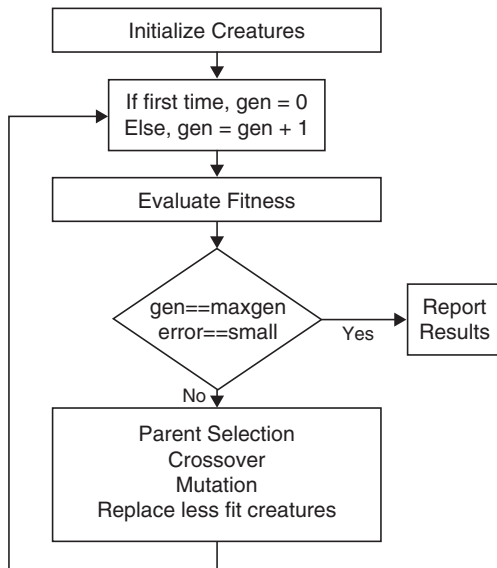 Initialize Creatures
If first time, gen = 0
Else, gen = gen + 1
Evaluate Fitness
gen==maxgen
error==small
Yes
Report
Results
No
Parent Selection
Crossover
Mutation
Replace less fit creatures